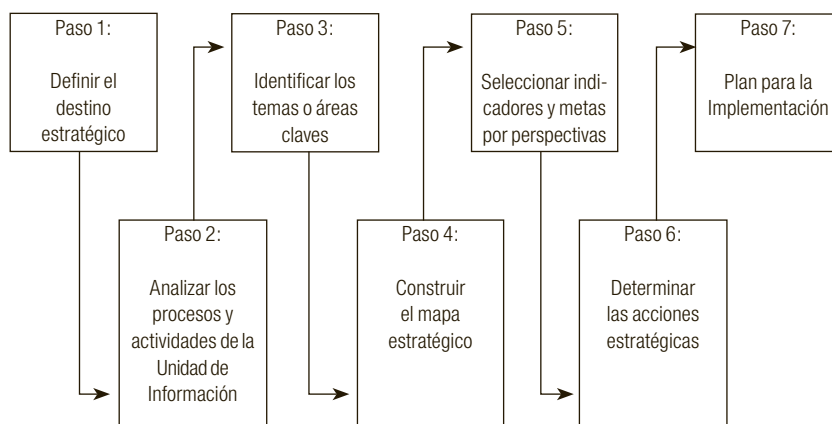 Paso 1:
Definir el
destino
estratégico
Paso 2:
Analizar los
procesos y
actividades de la
Unidad de
Información
Paso 3:
Identificar los
temas o áreas
claves
Paso 4:
Construir
el mapa
estratégico
Paso 5:
Seleccionar indi-
cadores y metas
por perspectivas
Paso 6:
Determinar
las acciones
estratégicas
Paso 7:
Plan para la
Implementación